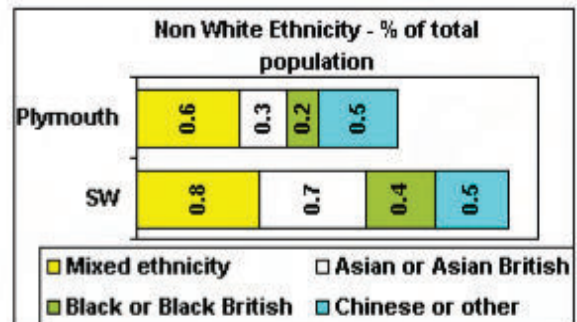 Non White Ethnicity - % of total
population
Plymouth
0.6 0.3 0.2 0.5
SW
0.8 0.7 0.4 0.5
Mixed ethnicity Asian or Asian British
Black or Black British Chinese or other